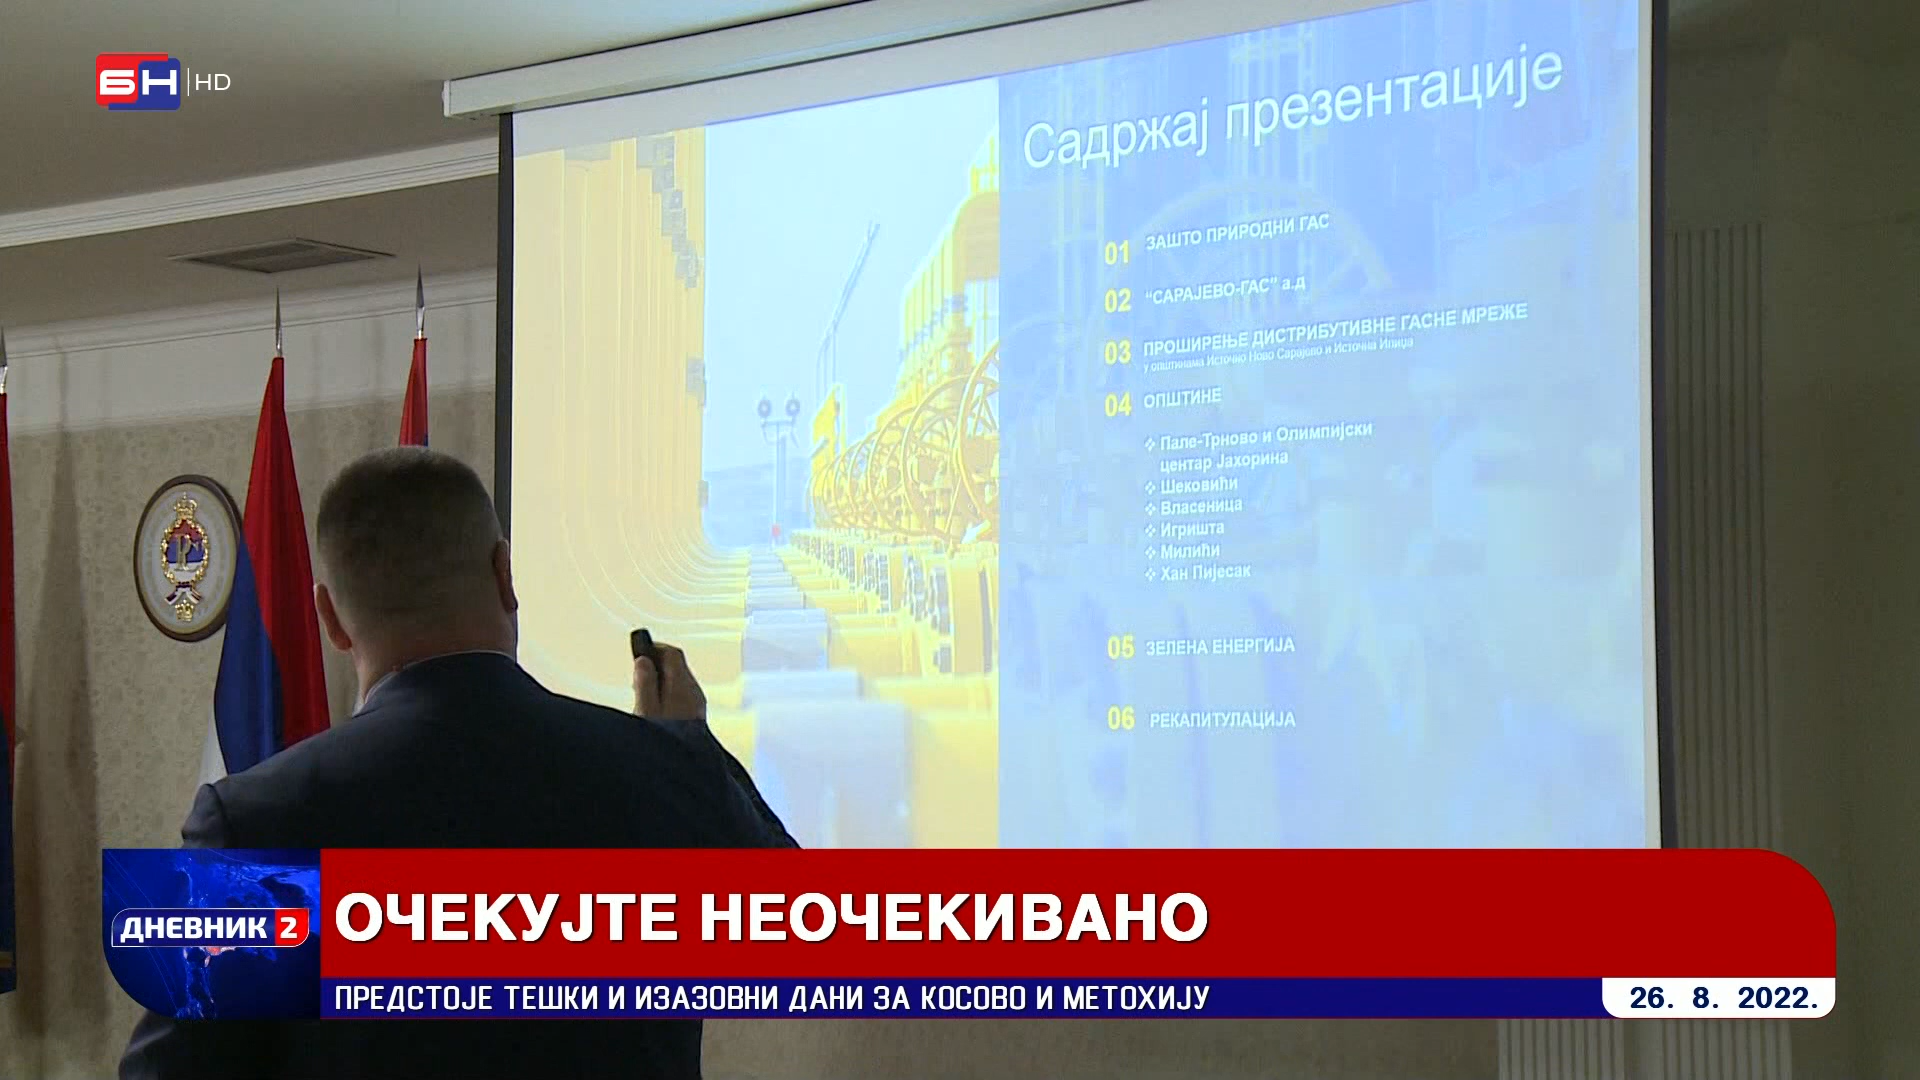 БН HD
Садржај презентације
01 ЗАШТО ПРИРОДНИ ГАС
02 “САРАЈЕВО-ГАС” а.д
03 ПРОШИРЕЊЕ ДИСТРИБУТИВНЕ ГАСНЕ МРЕЖЕ
у општинама Источно Ново Сарајево и Источна Илиџа
04 ОПШТИНЕ
❖ Пале-Трново и Олимпијски
центар Јахорина
❖ Шековићи
❖ Власеница
❖ Игришта
❖ Милићи
❖ Хан Пијесак
05 ЗЕЛЕНА ЕНЕРГИЈА
06 РЕКАПИТУЛАЦИЈА
ДНЕВНИК 2
ОЧЕКУЈТЕ НЕОЧЕКИВАНО
ПРЕДСТОЈЕ ТЕШКИ И ИЗАЗОВНИ ДАНИ ЗА КОСОВО И МЕТОХИЈУ
26. 8. 2022.